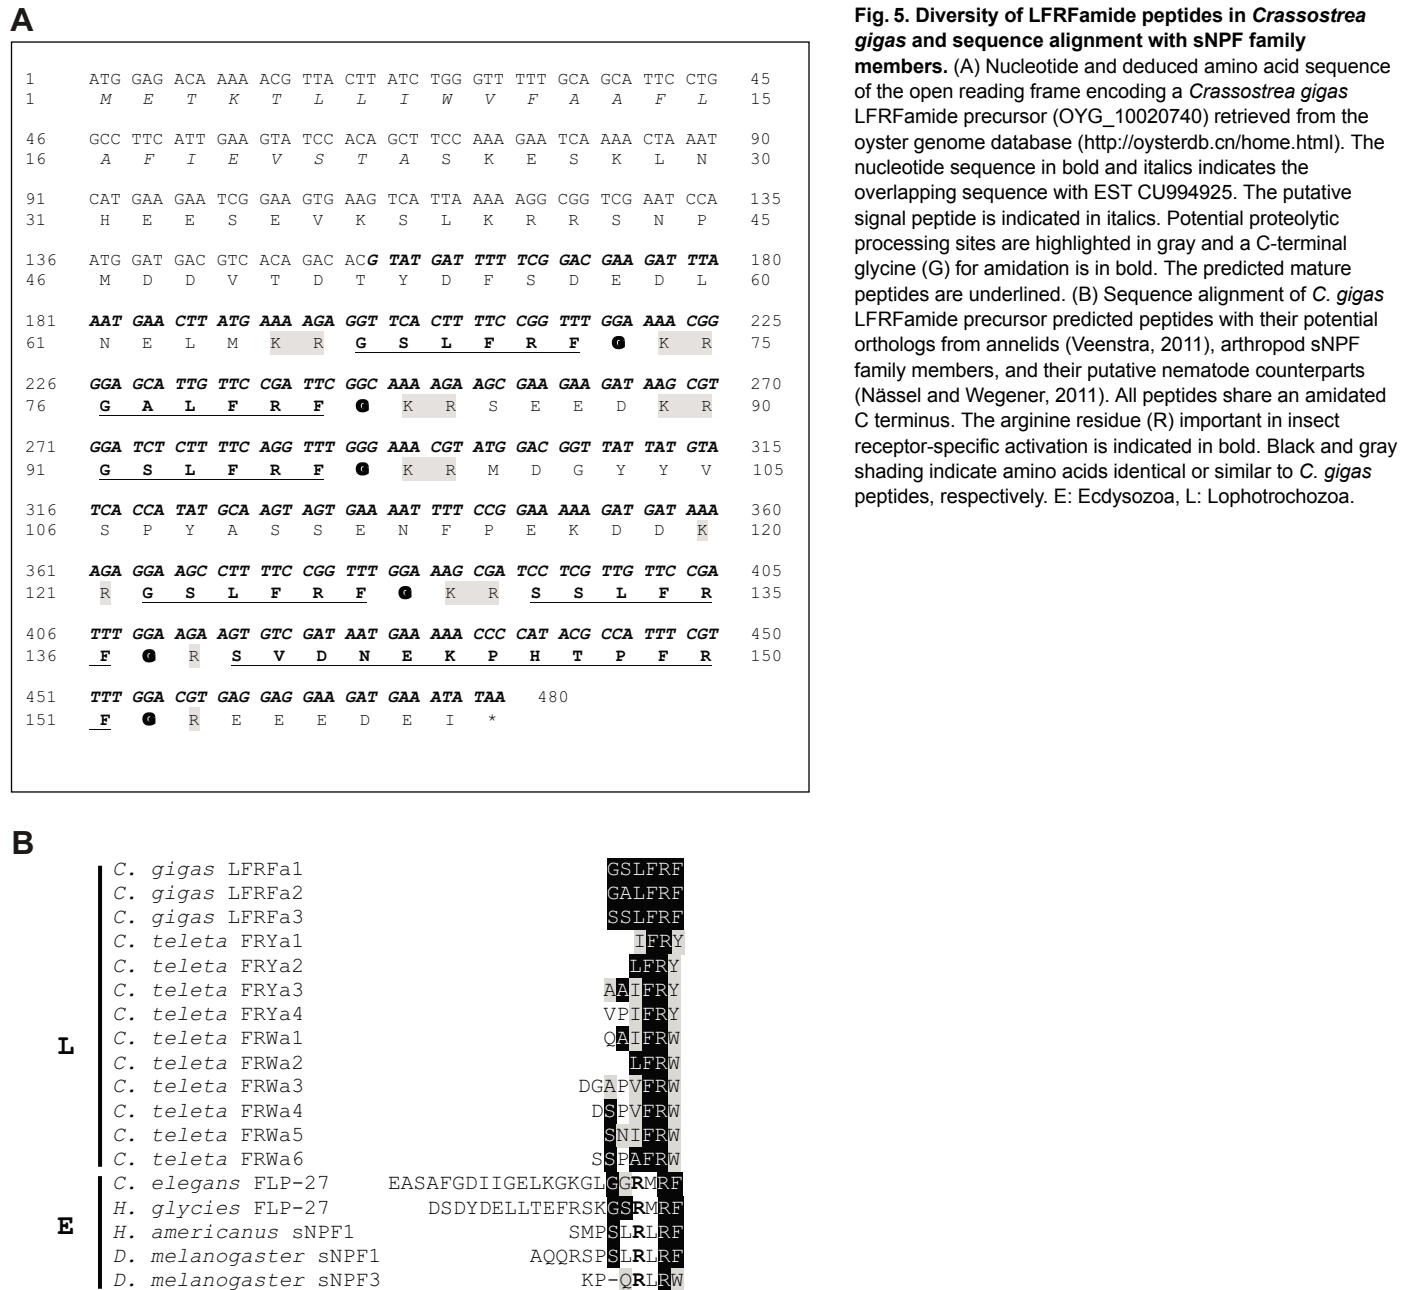 A
1 ATG GAG ACA AAA ACG TTA CTT ATC TGG GTT TTT GCA GCA TTC CTG 45
1 M E T K T L L I W V F A A F L 15
46 GCC TTC ATT GAA GTA TCC ACA GCT TCC AAA GAA TCA AAA CTA AAT 90
16 A F I E V S T A S K E S K L N 30
91 CAT GAA GAA TCG GAA GTG AAG TCA TTA AAA AGG CGG TCG AAT CCA 135
31 H E E S E V K S L K R R S N P 45
136 ATG GAT GAC GTC ACA GAC ACG TAT GAT TTT TCG GAC GAA GAT TTA 180
46 M D D V T D T Y D F S D E D L 60
181 AAT GAA CTT ATG AAA AGA GGT TCA CTT TTC CGG TTT GGA AAA CGG 225
61 N E L M K R G S L F R F G K R 75
226 GGA GCA TTG TTC CGA TTC GGC AAA AGA AGC GAA GAA GAT AAG CGT 270
76 G A L F R F G K R S E E D K R 90
271 GGA TCT CTT TTC AGG TTT GGG AAA CGT ATG GAC GGT TAT TAT GTA 315
91 G S L F R F G K R M D G Y Y V 105
316 TCA CCA TAT GCA AGT AGT GAA AAT TTT CCG GAA AAA GAT GAT AAA 360
106 S P Y A S S E N F P E K D D K 120
361 AGA GGA AGC CTT TTC CGG TTT GGA AAG CGA TCC TCG TTG TTC CGA 405
121 R G S L F R F G K R S S L F R 135
406 TTT GGA AGA AGT GTC GAT AAT GAA AAA CCC CAT ACG CCA TTT CGT 450
136 F G R S V D N E K P H T P F R 150
451 TTT GGA CGT GAG GAG GAA GAT GAA ATA TAA 480
151 F G R E E E D E I *
Fig. 5. Diversity of LFRFamide peptides in Crassostrea
gigas and sequence alignment with sNPF family
members. (A) Nucleotide and deduced amino acid sequence
of the open reading frame encoding a Crassostrea gigas
LFRFamide precursor (OYG_10020740) retrieved from the
oyster genome database (http://oysterdb.cn/home.html). The
nucleotide sequence in bold and italics indicates the
overlapping sequence with EST CU994925. The putative
signal peptide is indicated in italics. Potential proteolytic
processing sites are highlighted in gray and a C-terminal
glycine (G) for amidation is in bold. The predicted mature
peptides are underlined. (B) Sequence alignment of C. gigas
LFRFamide precursor predicted peptides with their potential
orthologs from annelids (Veenstra, 2011), arthropod sNPF
family members, and their putative nematode counterparts
(Nässel and Wegener, 2011). All peptides share an amidated
C terminus. The arginine residue (R) important in insect
receptor-specific activation is indicated in bold. Black and gray
shading indicate amino acids identical or similar to C. gigas
peptides, respectively. E: Ecdysozoa, L: Lophotrochozoa.
B
C. gigas LFRFa1 GSLFRF
C. gigas LFRFa2 GALFRF
C. gigas LFRFa3 SSLFRF
C. teleta FRYa1 IFRY
C. teleta FRYa2 LFRY
C. teleta FRYa3 AAIFRY
C. teleta FRYa4 VPIFRY
C. teleta FRWa1 QAIFRW
L
C. teleta FRWa2 LFRW
C. teleta FRWa3 DGAPVFRW
C. teleta FRWa4 DSPVFRW
C. teleta FRWa5 SNIFRW
C. teleta FRWa6 SSPAFRW
C. elegans FLP-27 EASAFGDIIGELKGKGLGGRMRF
H. glycies FLP-27 DSDYDELLTEFRSKGSRMRF
E
H. americanus sNPF1 SMPSLRLRF
D. melanogaster sNPF1 AQQRSPSLRLRF
D. melanogaster sNPF3 KP-QRLRW